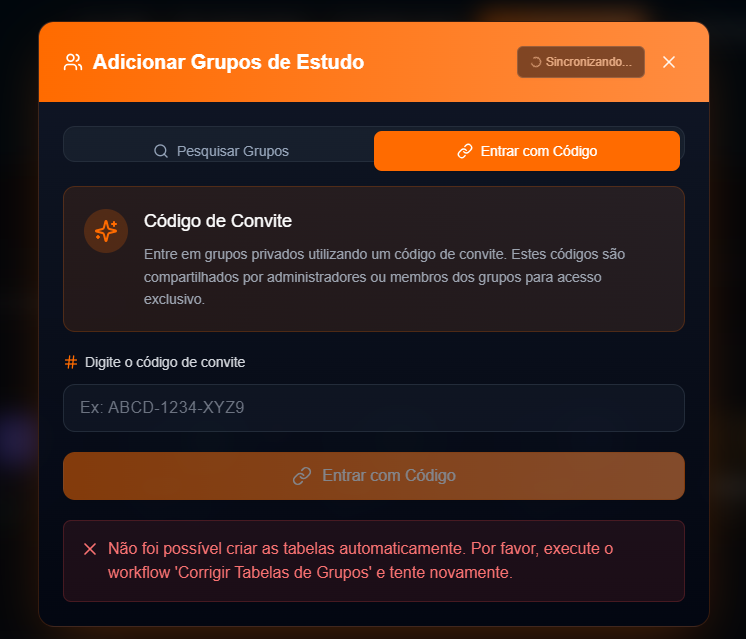 Adicionar Grupos de Estudo
Sincronizando...
Pesquisar Grupos
Entrar com Código
Código de Convite
Entre em grupos privados utilizando um código de convite. Estes códigos são
compartilhados por administradores ou membros dos grupos para acesso
exclusivo.
# Digite o código de convite
Ex: ABCD-1234-XYZ9
Entrar com Código
Não foi possível criar as tabelas automaticamente. Por favor, execute o
workflow 'Corrigir Tabelas de Grupos' e tente novamente.